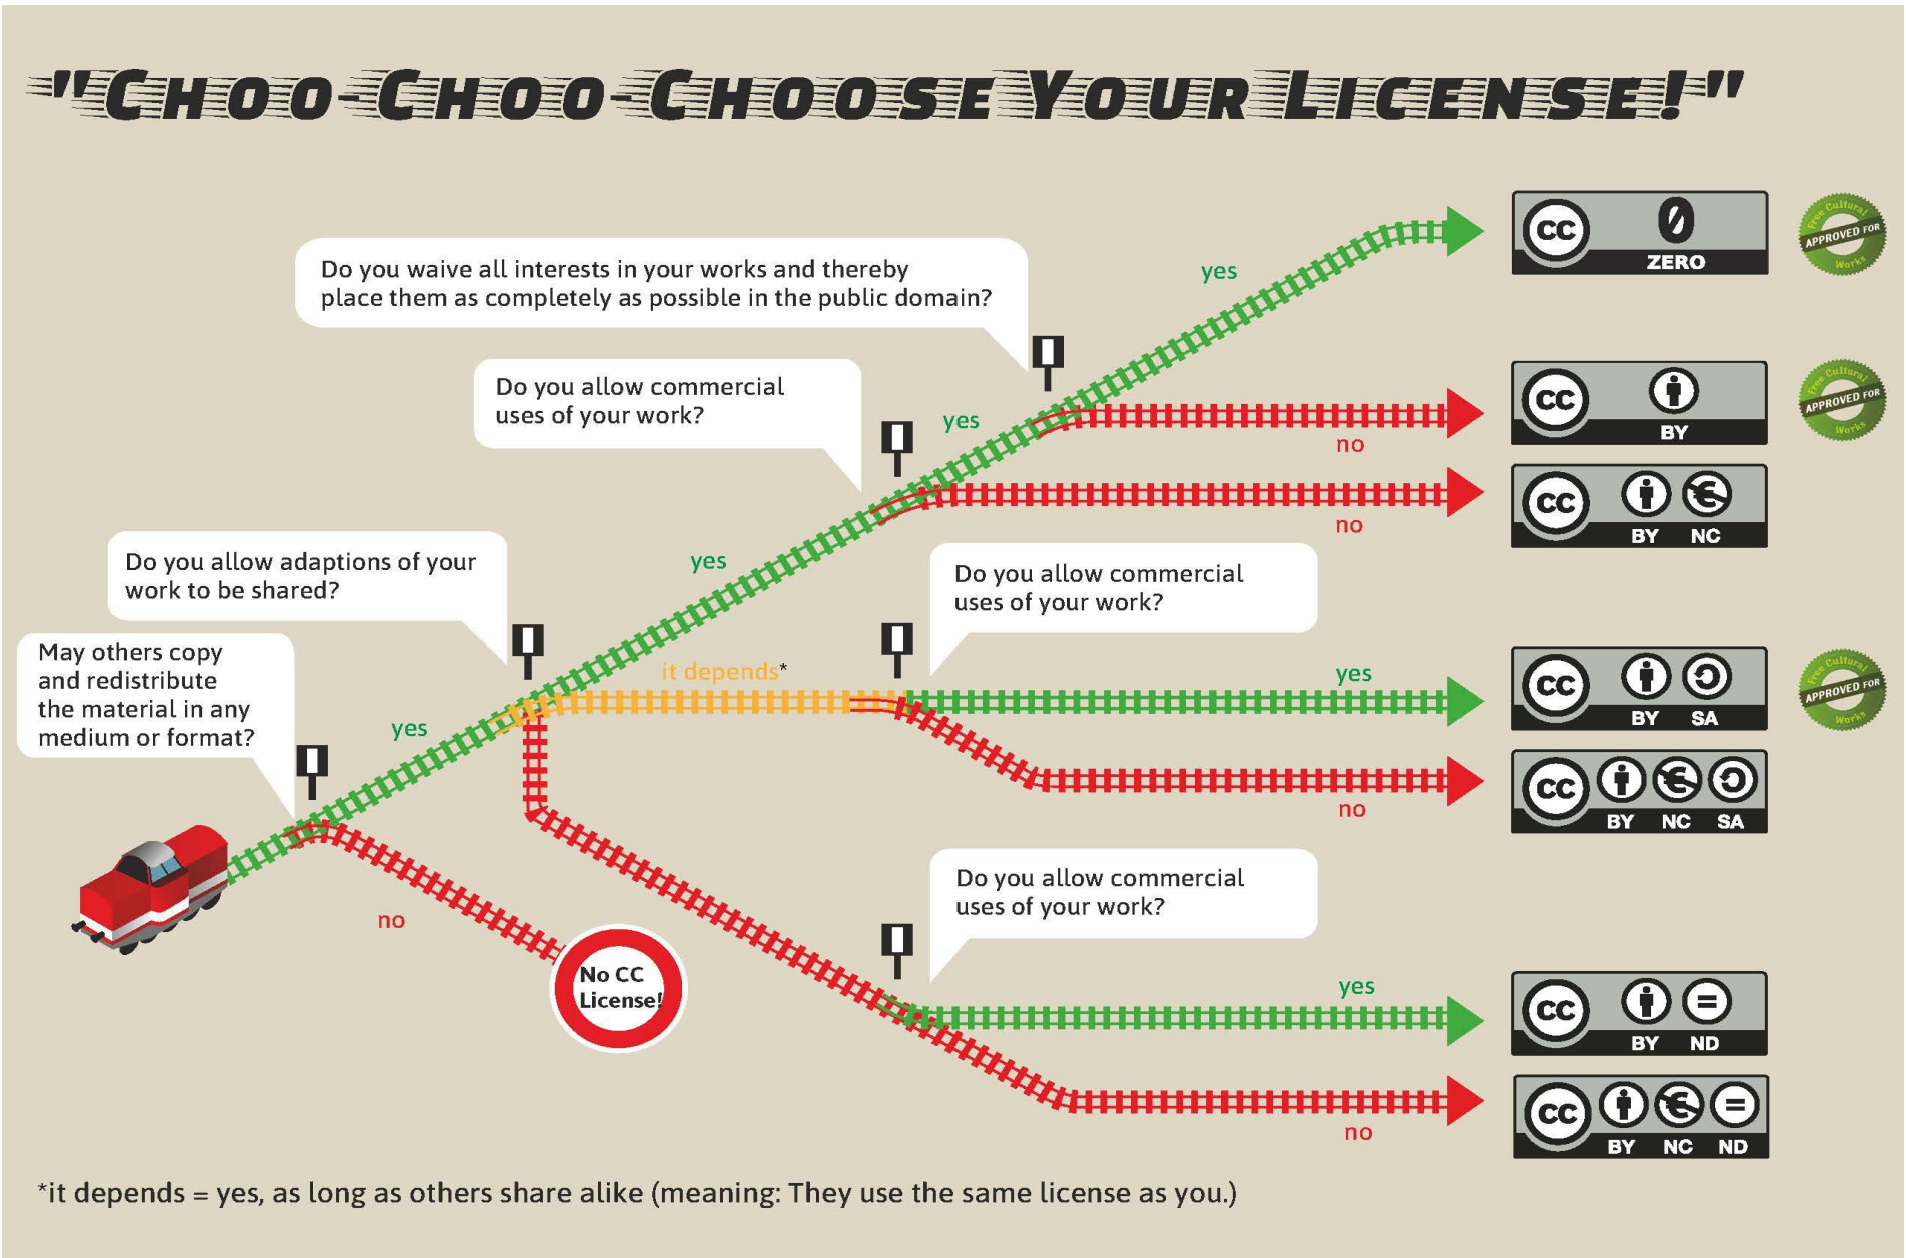 "Choo-Choo-Choose Your License!"
Do you waive all interests in your works and thereby
place them as completely as possible in the public domain?
yes
CC
0
ZERO
Free Cultural
APPROVED FOR
Works
Do you allow commercial
uses of your work?
yes
no
CC
BY
Free Cultural
APPROVED FOR
Works
no
CC
BY NC
Do you allow adaptions of your
work to be shared?
yes
Do you allow commercial
uses of your work?
May others copy
and redistribute
the material in any
medium or format?
yes
it depends*
yes
CC
BY SA
Free Cultural
APPROVED FOR
Works
no
CC
BY NC SA
no
No CC
License!
Do you allow commercial
uses of your work?
yes
CC
BY ND
no
CC
BY NC ND
*it depends = yes, as long as others share alike (meaning: They use the same license as you.)